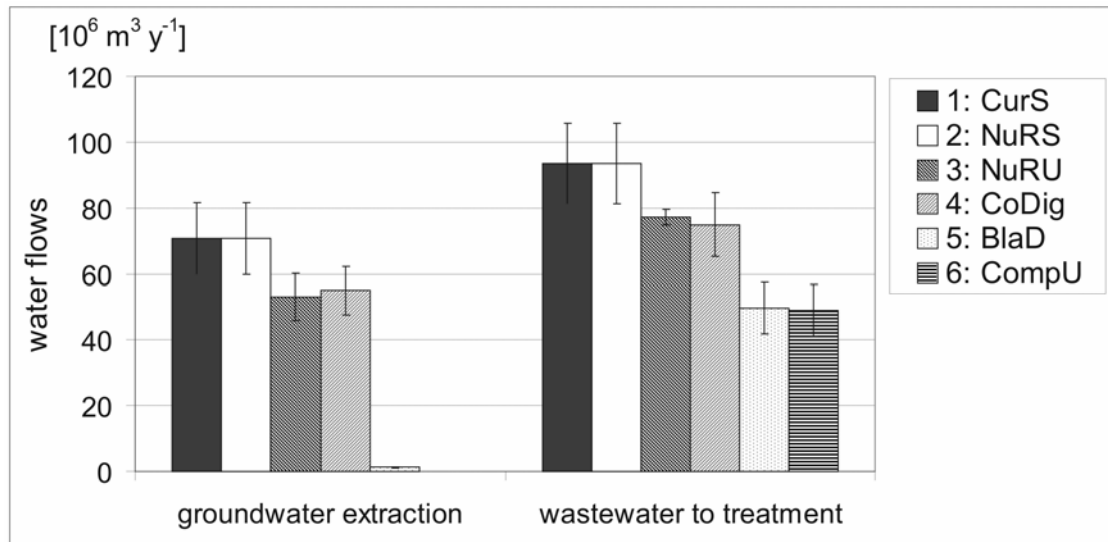 [10⁶ m³ y⁻¹]
water flows
120
100
80
60
40
20
0
groundwater extraction
wastewater to treatment
1: CurS
2: NuRS
3: NuRU
4: CoDig
5: BlaD
6: CompU